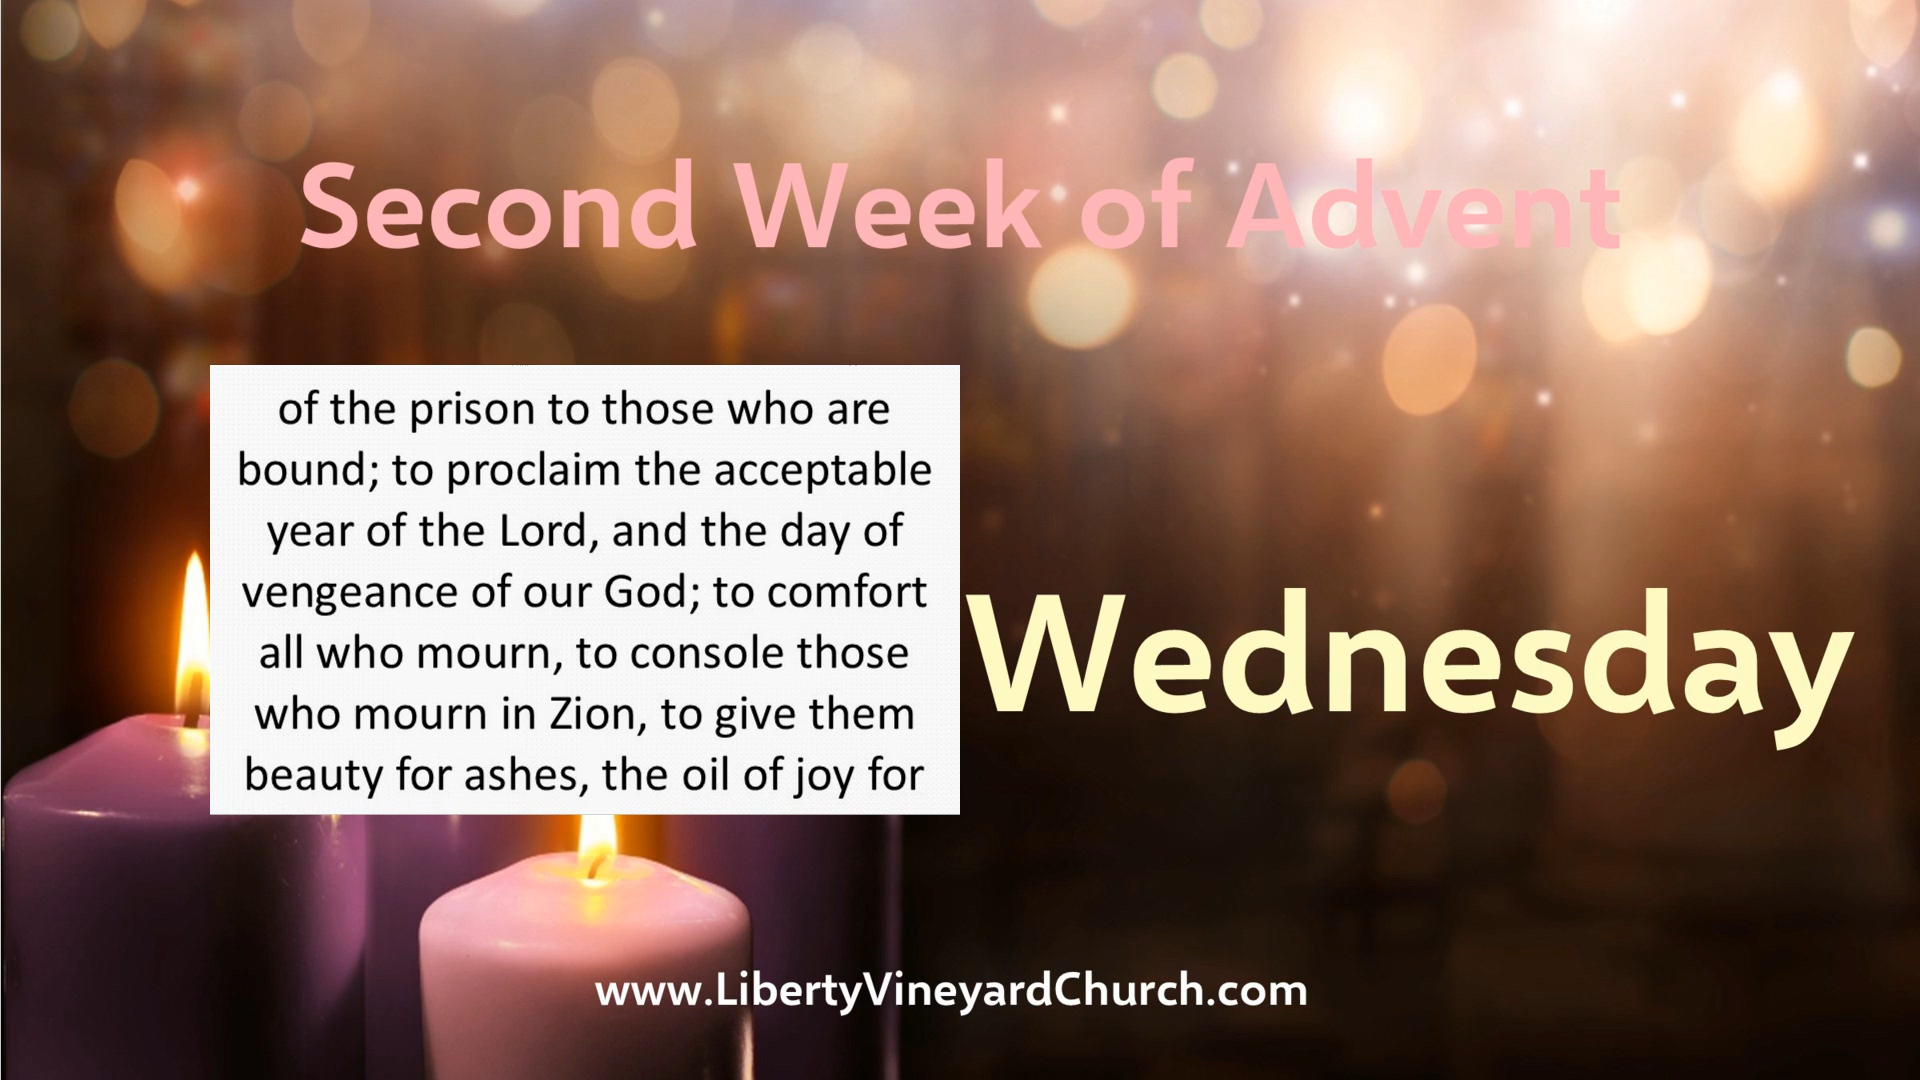 Second Week of Advent
of the prison to those who are
bound; to proclaim the acceptable
year of the Lord, and the day of
vengeance of our God; to comfort
all who mourn, to console those
who mourn in Zion, to give them
beauty for ashes, the oil of joy for
Wednesday
www.LibertyVineyardChurch.com